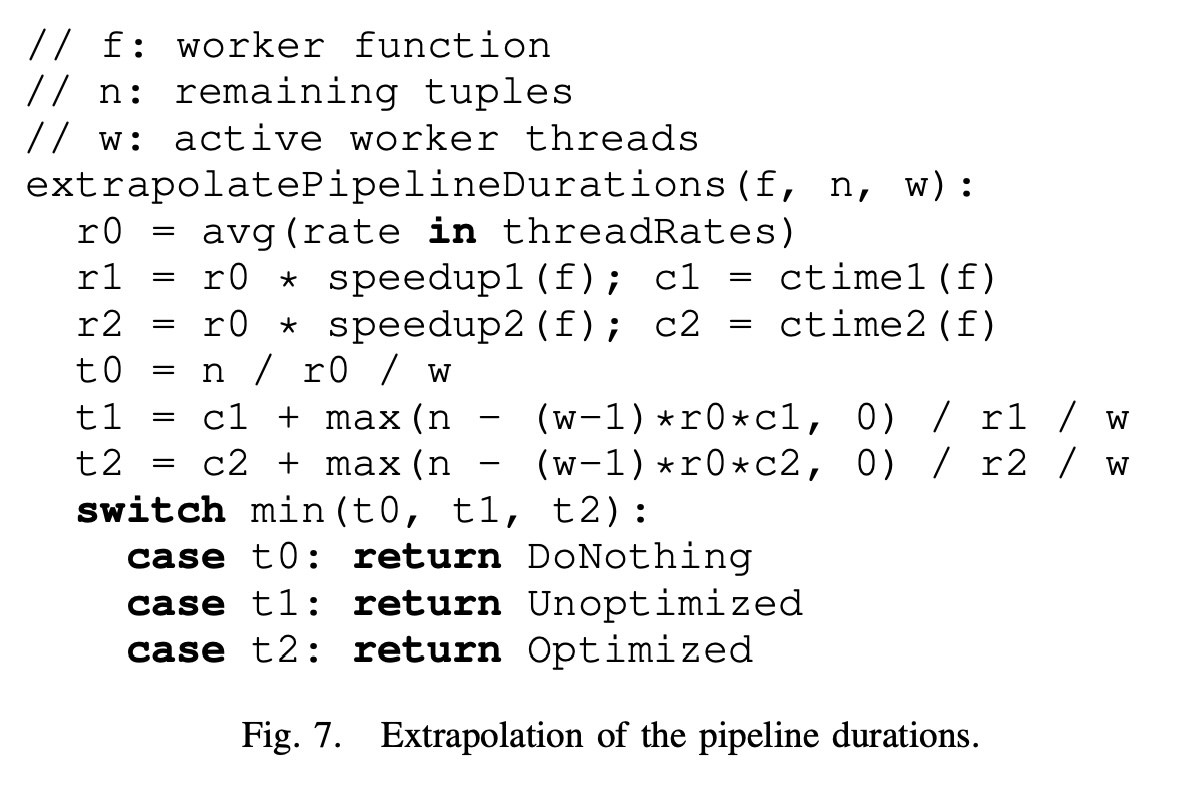 // f: worker function
// n: remaining tuples
// w: active worker threads
extrapolatePipelineDurations(f, n, w):
  r0 = avg(rate in threadRates)
  r1 = r0 * speedup1(f); c1 = ctime1(f)
  r2 = r0 * speedup2(f); c2 = ctime2(f)
  t0 = n / r0 / w
  t1 = c1 + max(n - (w-1)*r0*c1, 0) / r1 / w
  t2 = c2 + max(n - (w-1)*r0*c2, 0) / r2 / w
  switch min(t0, t1, t2):
    case t0: return DoNothing
    case t1: return Unoptimized
    case t2: return Optimized
Fig. 7. Extrapolation of the pipeline durations.